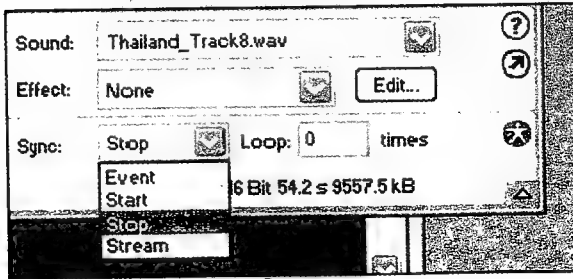 Sound: Thailand_Track8.wav
Effect: None Edit...
Sync: Stop Loop: 0 times
Event
6 Bit 54.2 s 9557.5 kB
Start
Stop
Stream